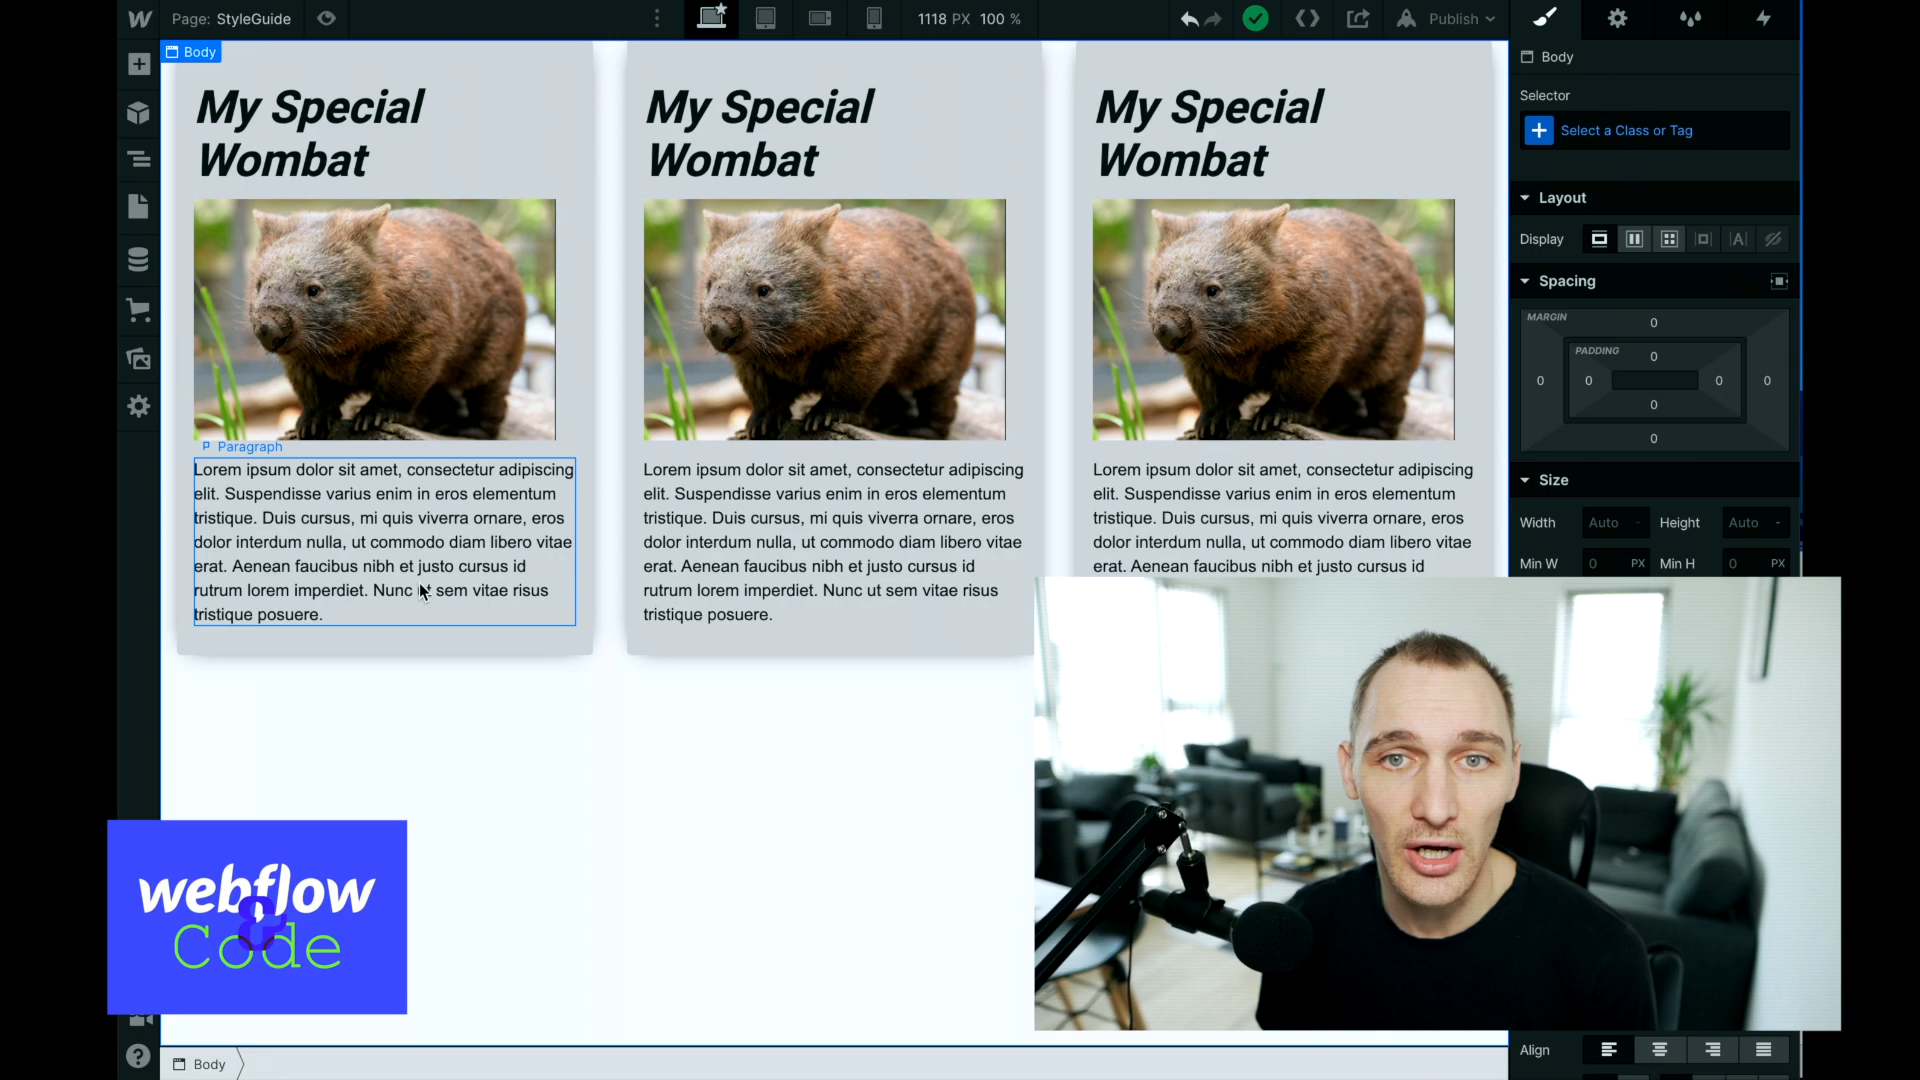 Page: StyleGuide
1118 PX 100 %
Publish
Body
Body
Selector
Select a Class or Tag
Layout
Display
Spacing
MARGIN
0
PADDING
0
0
0
0
0
0
0
Size
Width Auto - Height Auto -
Min W 0 PX Min H 0 PX
My Special
Wombat
Paragraph
Lorem ipsum dolor sit amet, consectetur adipiscing
elit. Suspendisse varius enim in eros elementum
tristique. Duis cursus, mi quis viverra ornare, eros
dolor interdum nulla, ut commodo diam libero vitae
erat. Aenean faucibus nibh et justo cursus id
rutrum lorem imperdiet. Nunc ut sem vitae risus
tristique posuere.
My Special
Wombat
Lorem ipsum dolor sit amet, consectetur adipiscing
elit. Suspendisse varius enim in eros elementum
tristique. Duis cursus, mi quis viverra ornare, eros
dolor interdum nulla, ut commodo diam libero vitae
erat. Aenean faucibus nibh et justo cursus id
rutrum lorem imperdiet. Nunc ut sem vitae risus
tristique posuere.
My Special
Wombat
Lorem ipsum dolor sit amet, consectetur adipiscing
elit. Suspendisse varius enim in eros elementum
tristique. Duis cursus, mi quis viverra ornare, eros
dolor interdum nulla, ut commodo diam libero vitae
erat. Aenean faucibus nibh et justo cursus id
webflow
&
Code
Align
Body